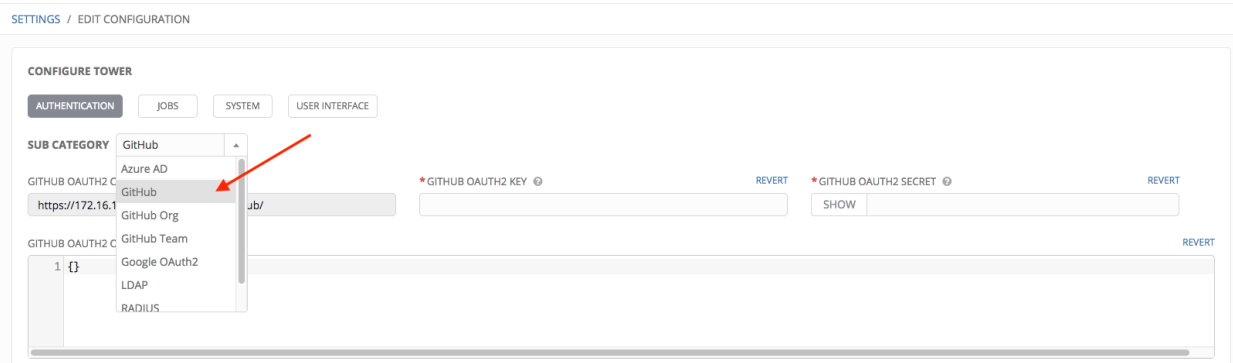 SETTINGS / EDIT CONFIGURATION
CONFIGURE TOWER
AUTHENTICATION JOBS SYSTEM USER INTERFACE
SUB CATEGORY GitHub
Azure AD
GitHub
GitHub Org
GitHub Team
Google OAuth2
LDAP
RADIUS
GITHUB OAUTH2 * GITHUB OAUTH2 KEY REVERT * GITHUB OAUTH2 SECRET REVERT
https://172.16.1 ub/ SHOW
GITHUB OAUTH2 REVERT
1 {}